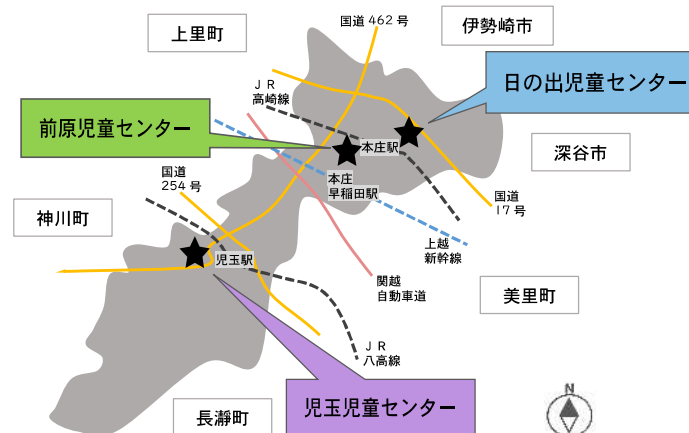 国道462号
伊勢崎市
上里町
日の出児童センター
JR
高崎線
前原児童センター
本庄駅
深谷市
本庄
早稲田駅
国道
254号
国道
17号
神川町
上越
新幹線
児玉駅
関越
自動車道
美里町
JR
八高線
N
児玉児童センター
長瀞町